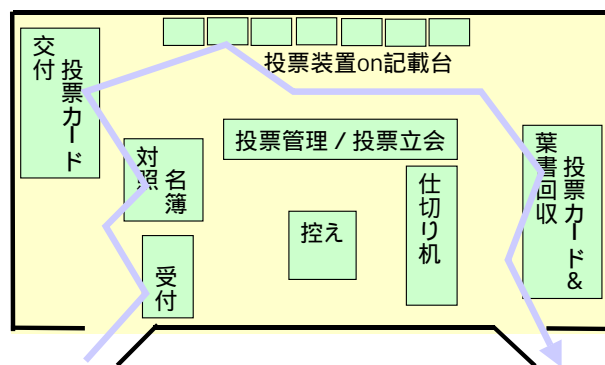 投票カード
交付
投票装置on記載台
投票管理 / 投票立会
名簿
対照
受付
控え
仕切り机
投票カード&
葉書回収